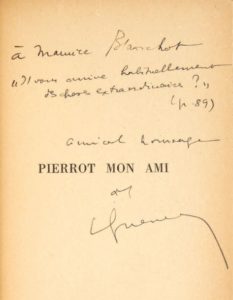 à Maurice Blanchot
"Il vous arrive habituellement
des choses extraordinaires ?"
(p. 89)
amical hommage
PIERROT MON AMI
de
Queneau